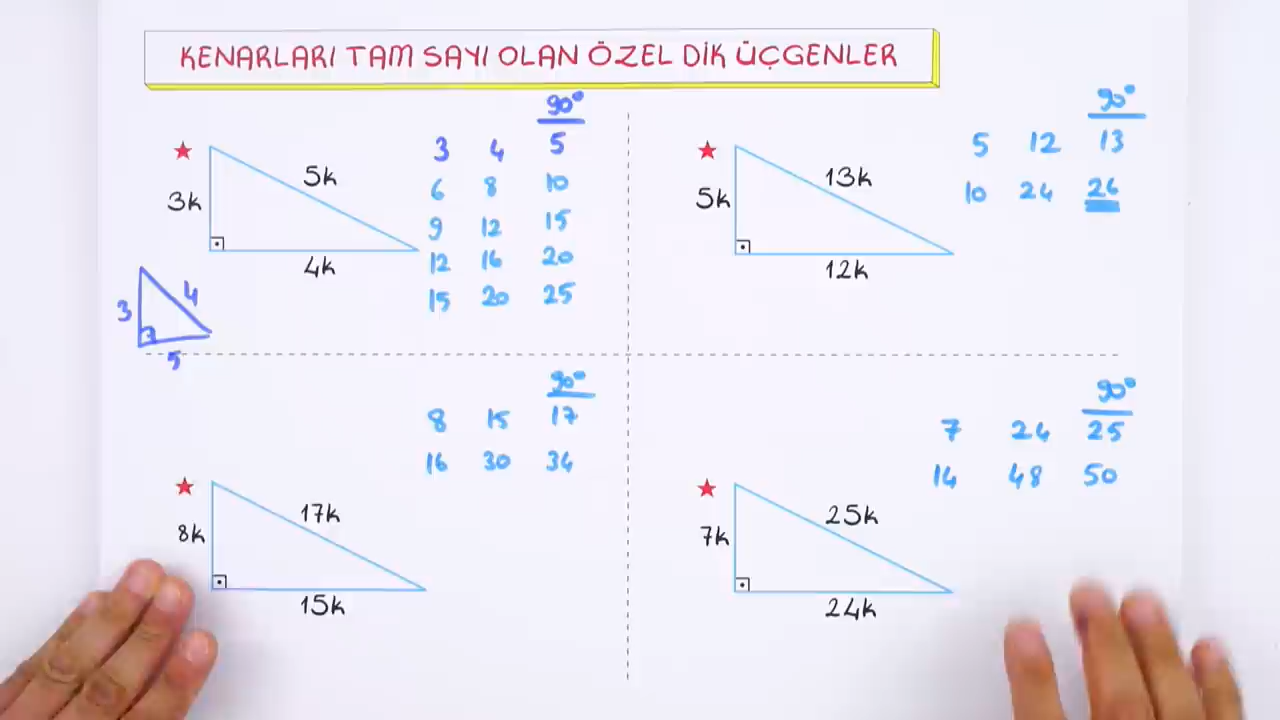 KENARLARI TAM SAYI OLAN ÖZEL DİK ÜÇGENLER
90°
3 4 5
6 8 10
9 12 15
12 16 20
15 20 25
5k
3k
4k
3 4
5
90°
5 12 13
10 24 26
13k
5k
12k
90°
8 15 17
16 30 34
17k
8k
15k
90°
7 24 25
14 48 50
25k
7k
24k